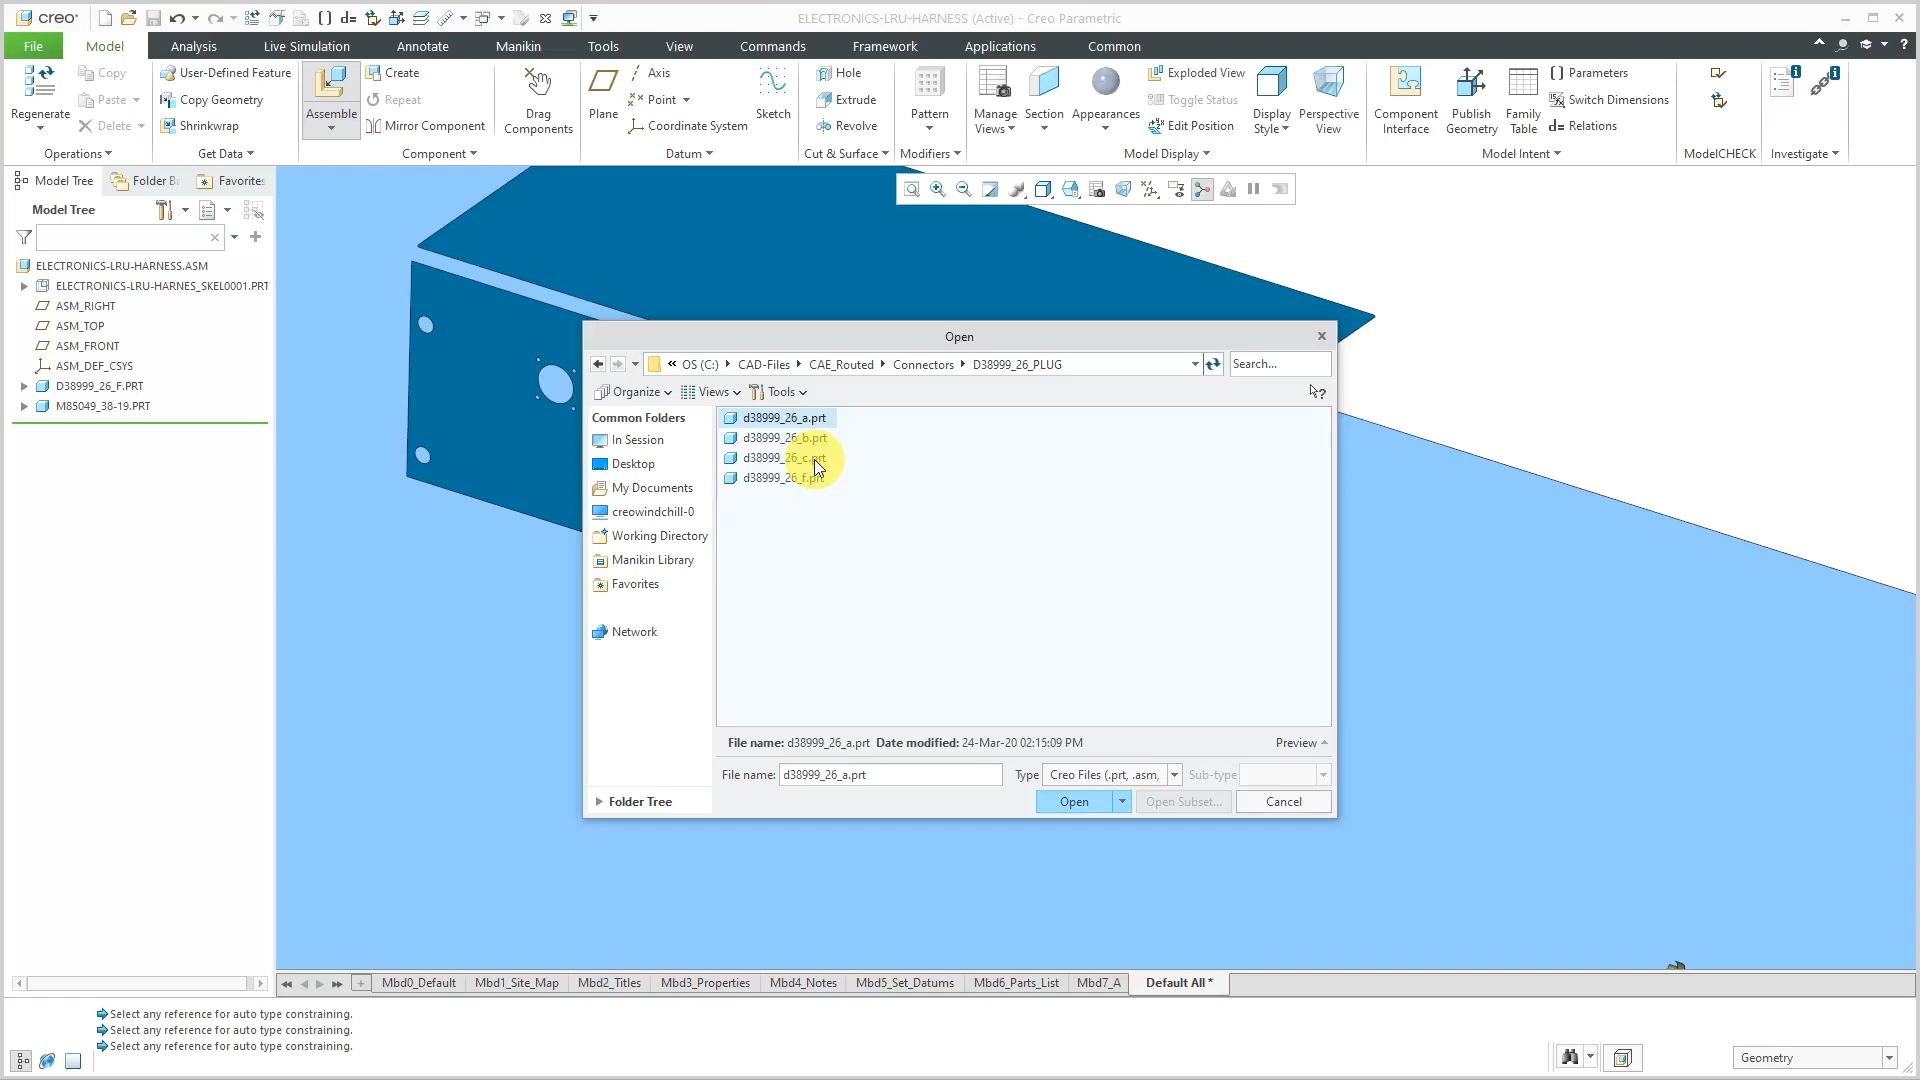 creo
ELECTRONICS-LRU-HARNESS (Active) - Creo Parametric
File Model Analysis Live Simulation Annotate Manikin Tools View Commands Framework Applications Common
Regenerate
Copy
Paste
Delete
Operations
User-Defined Feature
Copy Geometry
Shrinkwrap
Get Data
Assemble
Create
Repeat
Mirror Component
Component
Drag Components
Plane
Axis
Point
Coordinate System
Sketch
Datum
Hole
Extrude
Revolve
Cut & Surface
Pattern
Modifiers
Manage Views
Section
Appearances
Exploded View
Toggle Status
Edit Position
Display Style
Perspective View
Model Display
Component Interface
Publish Geometry
Family Table
Parameters
Switch Dimensions
d= Relations
Model Intent
ModelCHECK
Investigate
Model Tree Folder Br Favorites
Model Tree
ELECTRONICS-LRU-HARNESS.ASM
ELECTRONICS-LRU-HARNES_SKEL0001.PRT
ASM_RIGHT
ASM_TOP
ASM_FRONT
ASM_DEF_CSYS
D38999_26_F.PRT
M85049_38-19.PRT
Open
« OS (C:) CAD-Files CAE_Routed Connectors D38999_26_PLUG
Search...
Organize Views Tools
Common Folders
In Session
Desktop
My Documents
creowindchill-0
Working Directory
Manikin Library
Favorites
Network
Folder Tree
d38999_26_a.prt
d38999_26_b.prt
d38999_26_c.prt
d38999_26_f.prt
File name: d38999_26_a.prt Date modified: 24-Mar-20 02:15:09 PM
Preview
File name: d38999_26_a.prt
Type Creo Files (.prt, .asm,
Sub-type
Open Open Subset... Cancel
Mbd0_Default Mbd1_Site_Map Mbd2_Titles Mbd3_Properties Mbd4_Notes Mbd5_Set_Datums Mbd6_Parts_List Mbd7_A Default All *
Select any reference for auto type constraining.
Select any reference for auto type constraining.
Select any reference for auto type constraining.
Geometry